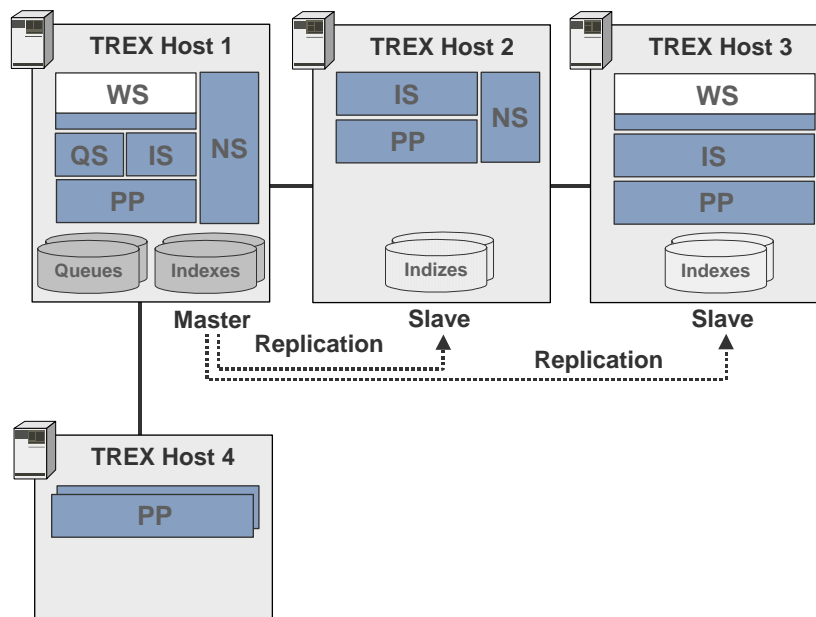 TREX Host 1
WS
QS
IS
NS
PP
Queues
Indexes
Master
TREX Host 2
IS
PP
NS
Indizes
Slave
TREX Host 3
WS
IS
PP
Indexes
Slave
Replication
Replication
TREX Host 4
PP